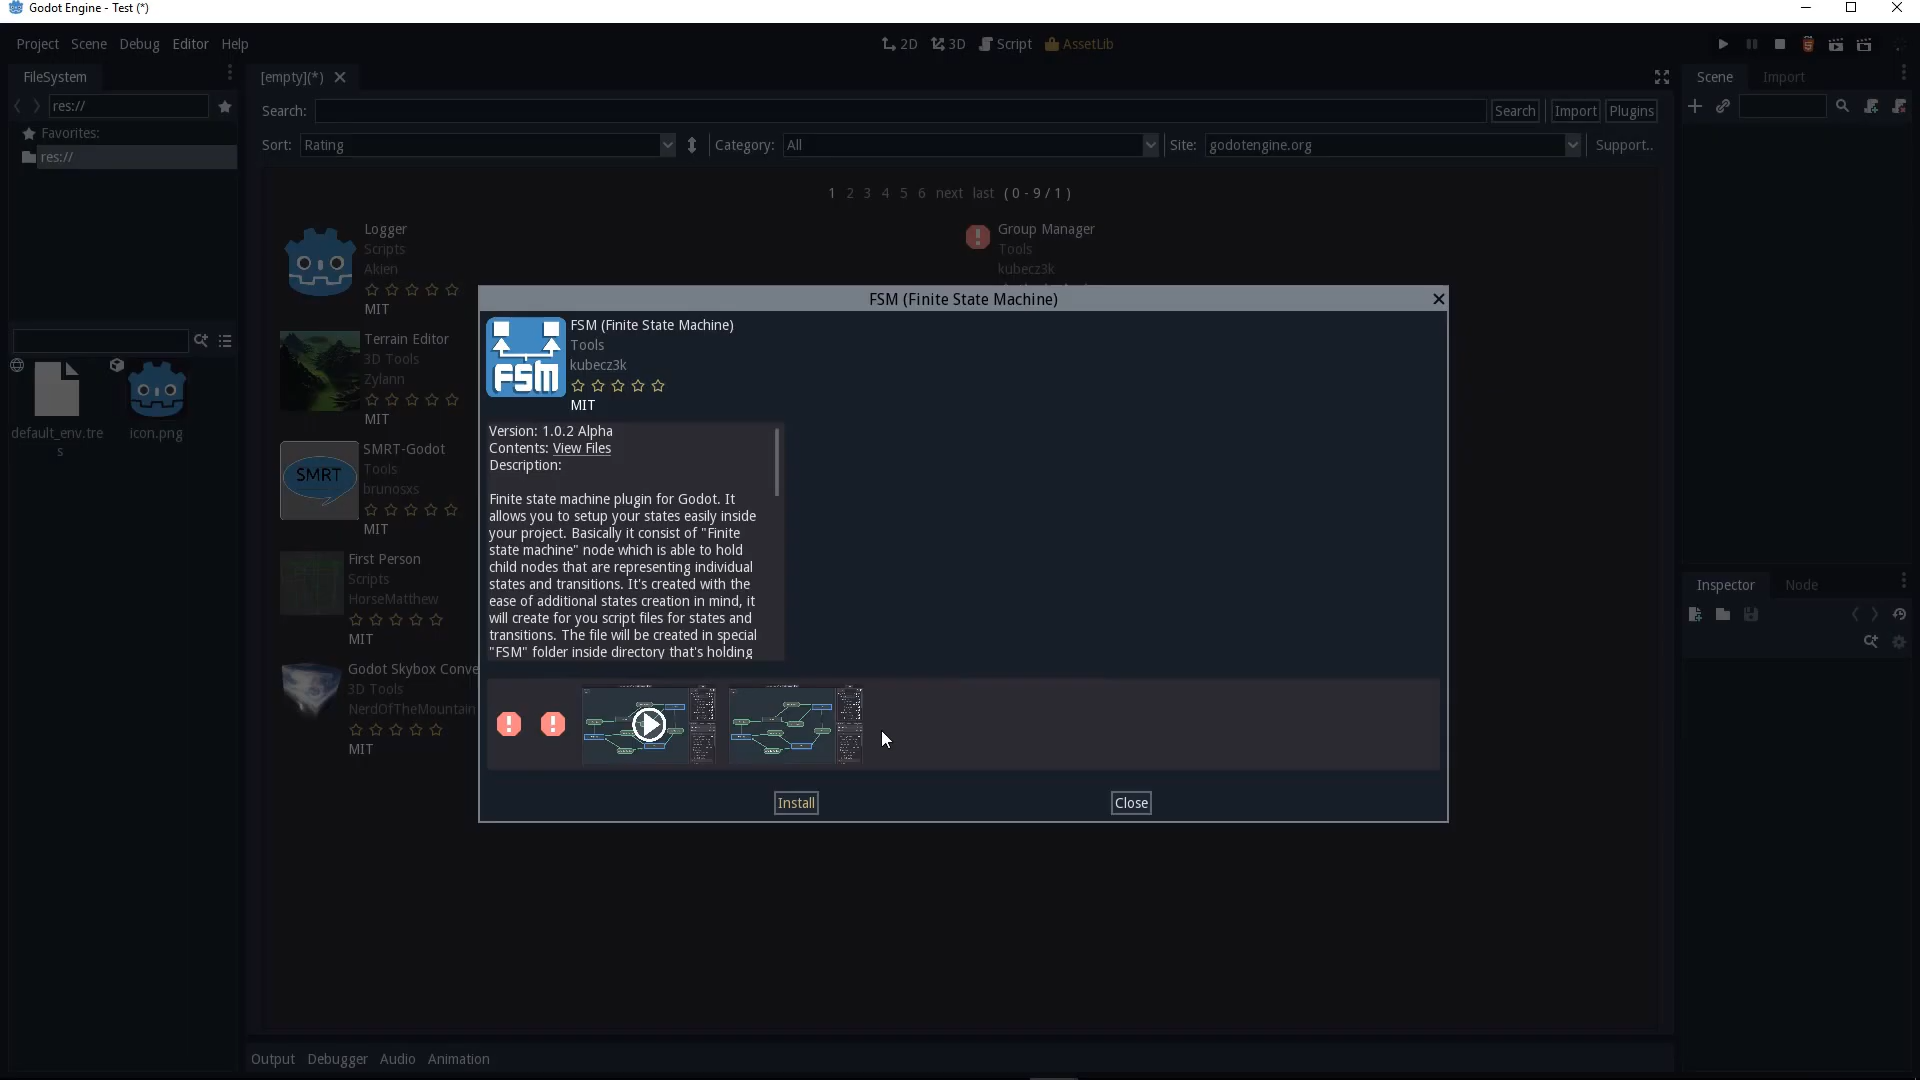 Godot Engine - Test (*)
Project Scene Debug Editor Help
2D 3D Script AssetLib
FileSystem
[empty](*)
Scene Import
res://
Search: Search Import Plugins
Favorites:
res://
Sort: Rating Category: All Site: godotengine.org Support..
1 2 3 4 5 6 next last ( 0 - 9 / 1 )
Logger
Scripts
Akien
MIT
Group Manager
Tools
kubecz3k
Terrain Editor
3D Tools
Zylann
MIT
SMRT
SMRT-Godot
Tools
brunosxs
MIT
First Person
Scripts
HorseMatthew
MIT
Godot Skybox Conve
3D Tools
NerdOfTheMountain
MIT
default_env.tre
s
icon.png
FSM (Finite State Machine)
FSM
FSM (Finite State Machine)
Tools
kubecz3k
MIT
Version: 1.0.2 Alpha
Contents: View Files
Description:
Finite state machine plugin for Godot. It
allows you to setup your states easily inside
your project. Basically it consist of "Finite
state machine" node which is able to hold
child nodes that are representing individual
states and transitions. It's created with the
ease of additional states creation in mind, it
will create for you script files for states and
transitions. The file will be created in special
"FSM" folder inside directory that's holding
Install Close
Inspector Node
Output Debugger Audio Animation